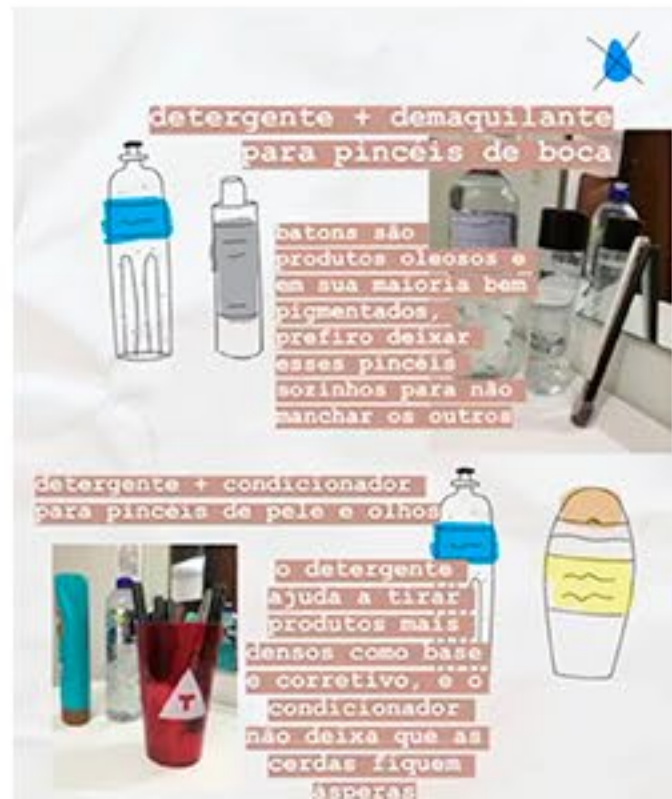 detergente + demaquilante
para pincéis de boca
batons são
produtos oleosos e
em sua maioria bem
pigmentados,
prefiro deixar
esses pincéis
sozinhos para não
manchar os outros
detergente + condicionador
para pincéis de pele e olhos
o detergente
ajuda a tirar
produtos mais
densos como base
e corretivo, e o
condicionador
não deixa que as
cerdas fiquem
ásperas
T